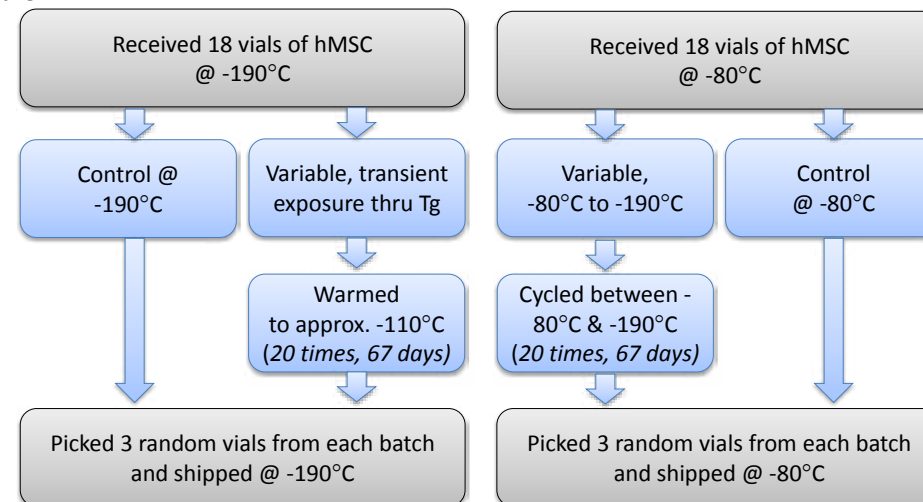 Received 18 vials of hMSC
@ -190°C
Received 18 vials of hMSC
@ -80°C
Control @
-190°C
Variable, transient
exposure thru Tg
Variable,
-80°C to -190°C
Control
@ -80°C
Warmed
to approx. -110°C
(20 times, 67 days)
Cycled between -
80°C & -190°C
(20 times, 67 days)
Picked 3 random vials from each batch
and shipped @ -190°C
Picked 3 random vials from each batch
and shipped @ -80°C